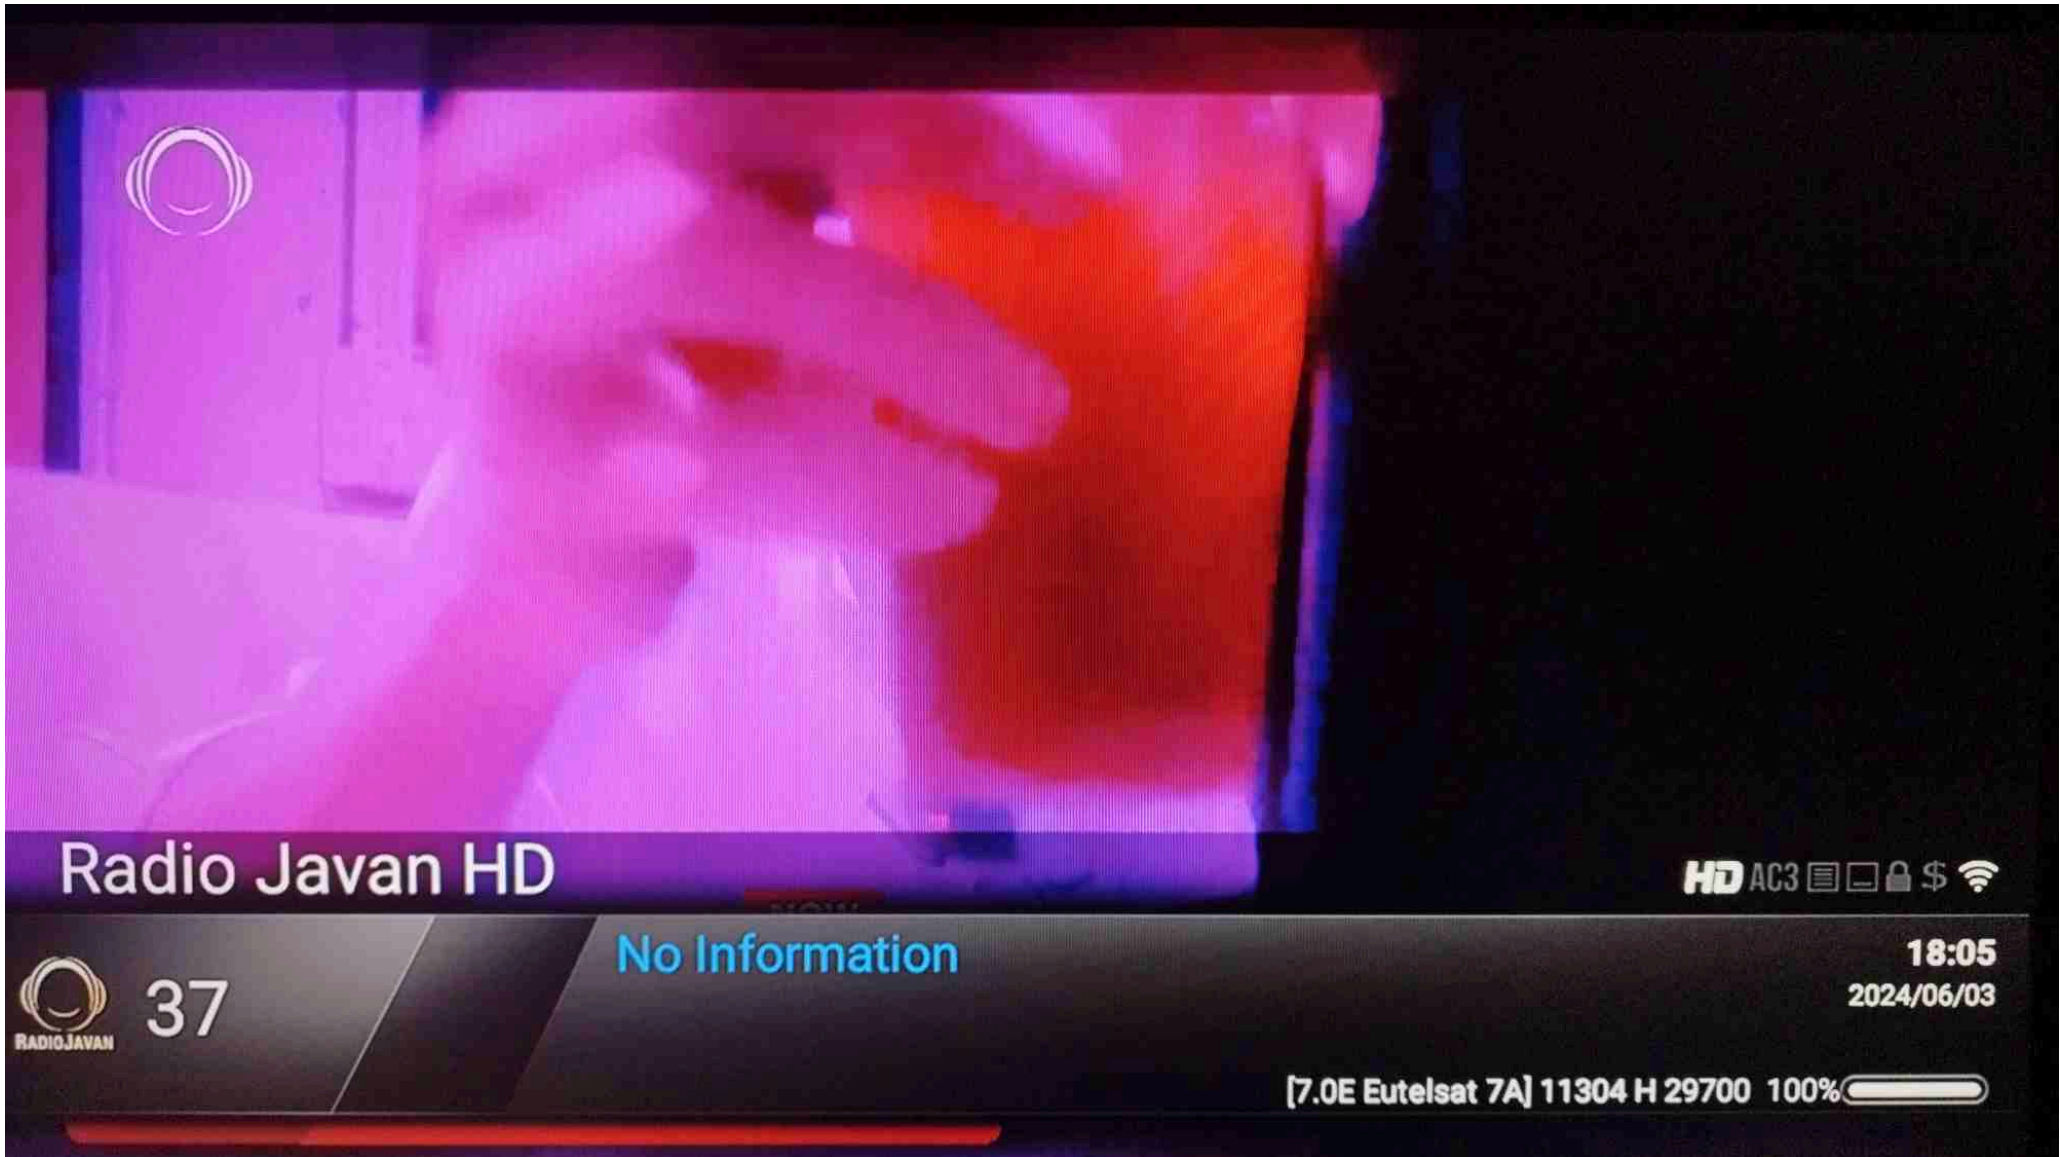 Radio Javan HD
HD AC3 $
NOW
No Information
18:05
2024/06/03
RADIOJAVAN
37
[7.0E Eutelsat 7A] 11304 H 29700 100%